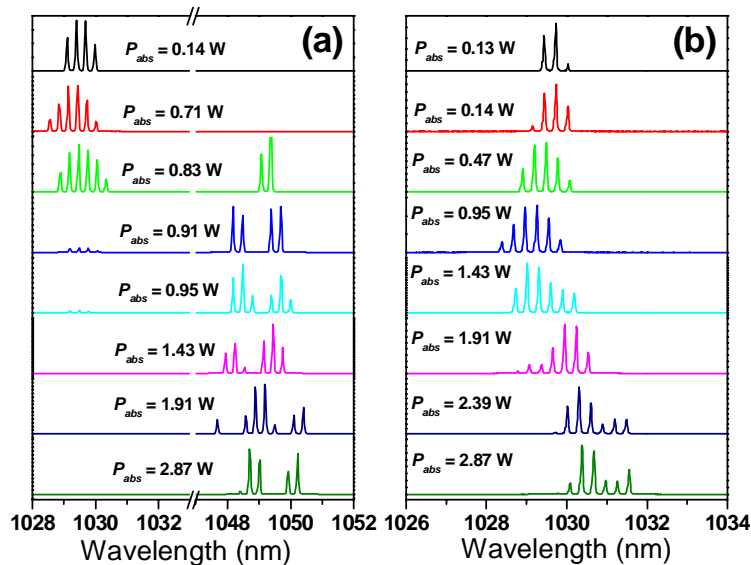 (a)
P_abs = 0.14 W
P_abs = 0.71 W
P_abs = 0.83 W
P_abs = 0.91 W
P_abs = 0.95 W
P_abs = 1.43 W
P_abs = 1.91 W
P_abs = 2.87 W
1028 1030 1032 1048 1050 1052
Wavelength (nm)
(b)
P_abs = 0.13 W
P_abs = 0.14 W
P_abs = 0.47 W
P_abs = 0.95 W
P_abs = 1.43 W
P_abs = 1.91 W
P_abs = 2.39 W
P_abs = 2.87 W
1026 1028 1030 1032 1034
Wavelength (nm)